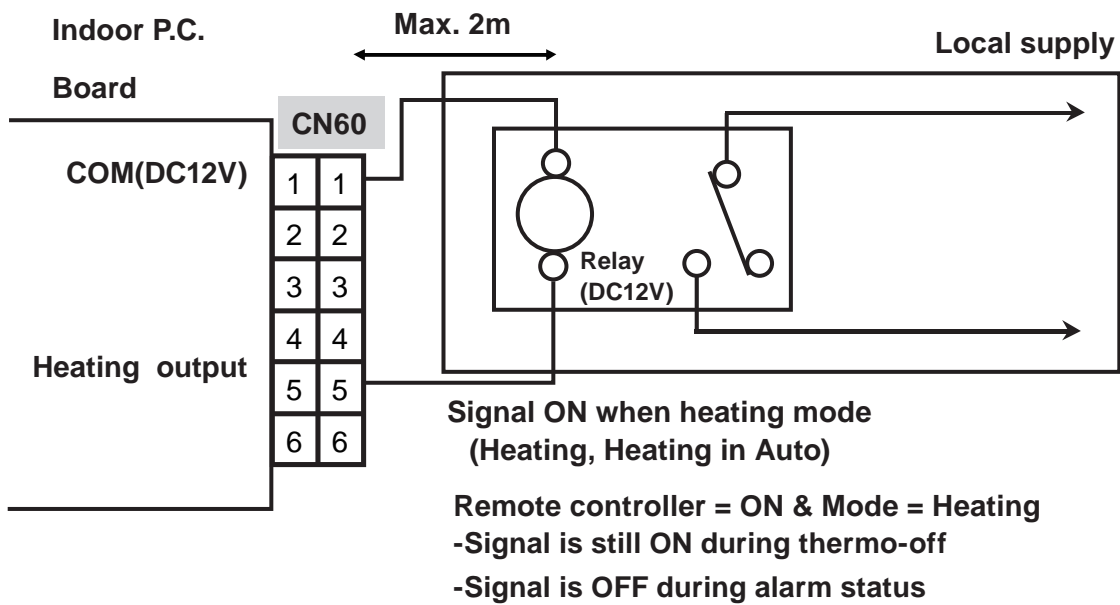 Indoor P.C.
Board
Max. 2m
Local supply
CN60
COM(DC12V)
1 1
2 2
3 3
4 4
Heating output
5 5
6 6
Relay
(DC12V)
Signal ON when heating mode
(Heating, Heating in Auto)
Remote controller = ON & Mode = Heating
-Signal is still ON during thermo-off
-Signal is OFF during alarm status